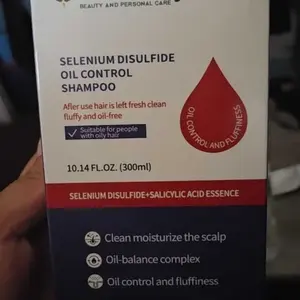 BEAUTY AND PERSONAL CARE
SELENIUM DISULFIDE
OIL CONTROL
SHAMPOO
Afler use hair is left fresh clean
fluffy and oil-free
Suitable for people
with oily hair
OIL CONTROL AND FLUFFINESS
10.14 FL.OZ. (300ml)
SELENIUM DISULFIDE+SALICYLIC ACID ESSENCE
Clean moisturize the scalp
Oil-balance complex
Oil control and fluffiness